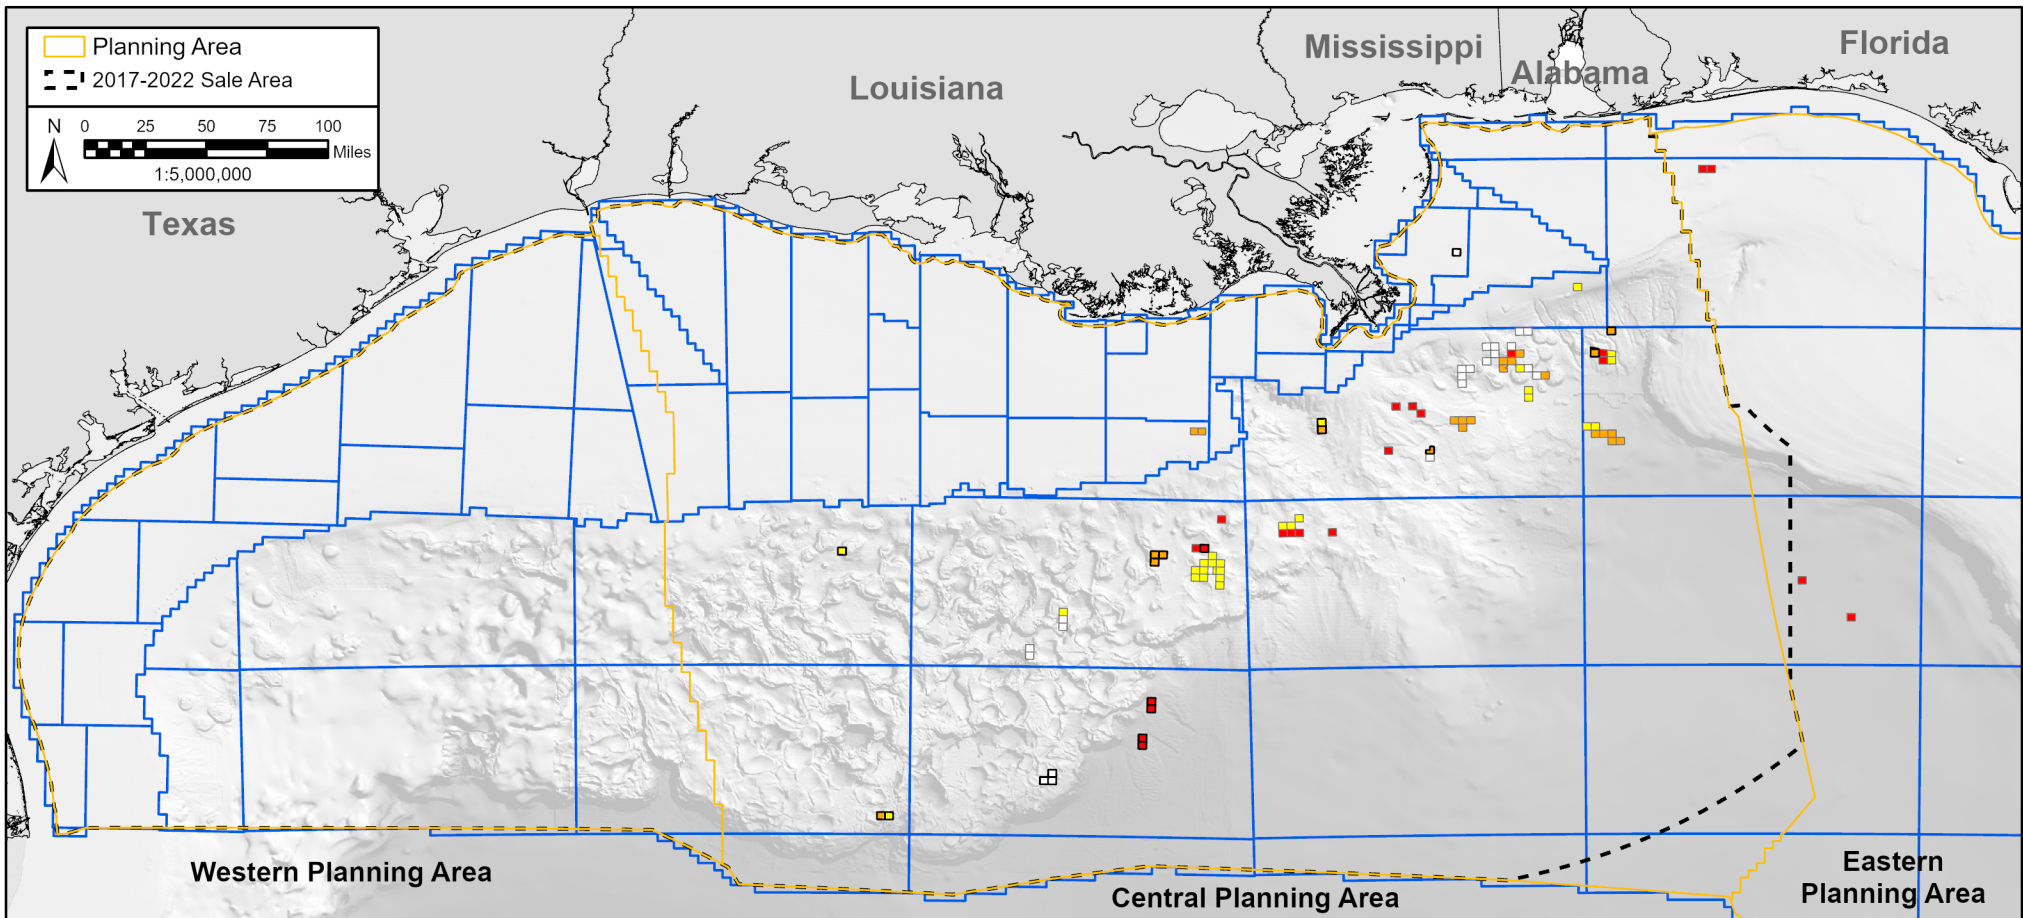 Planning Area
2017-2022 Sale Area
N
0 25 50 75 100
Miles
1:5,000,000
Texas
Louisiana
Mississippi
Alabama
Florida
Western Planning Area
Central Planning Area
Eastern
Planning Area